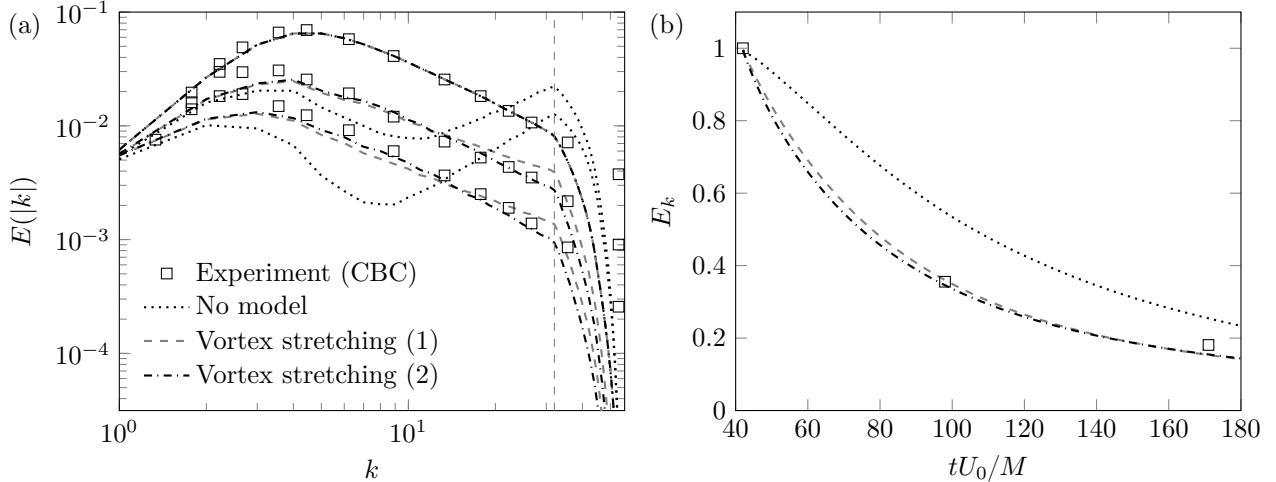 (a)
10^{-1}
10^{-2}
10^{-3}
10^{-4}
E(|k|)
Experiment (CBC)
No model
Vortex stretching (1)
Vortex stretching (2)
10^0
10^1
k
(b)
1
0.8
0.6
0.4
0.2
0
E_k
40 60 80 100 120 140 160 180
tU_0/M